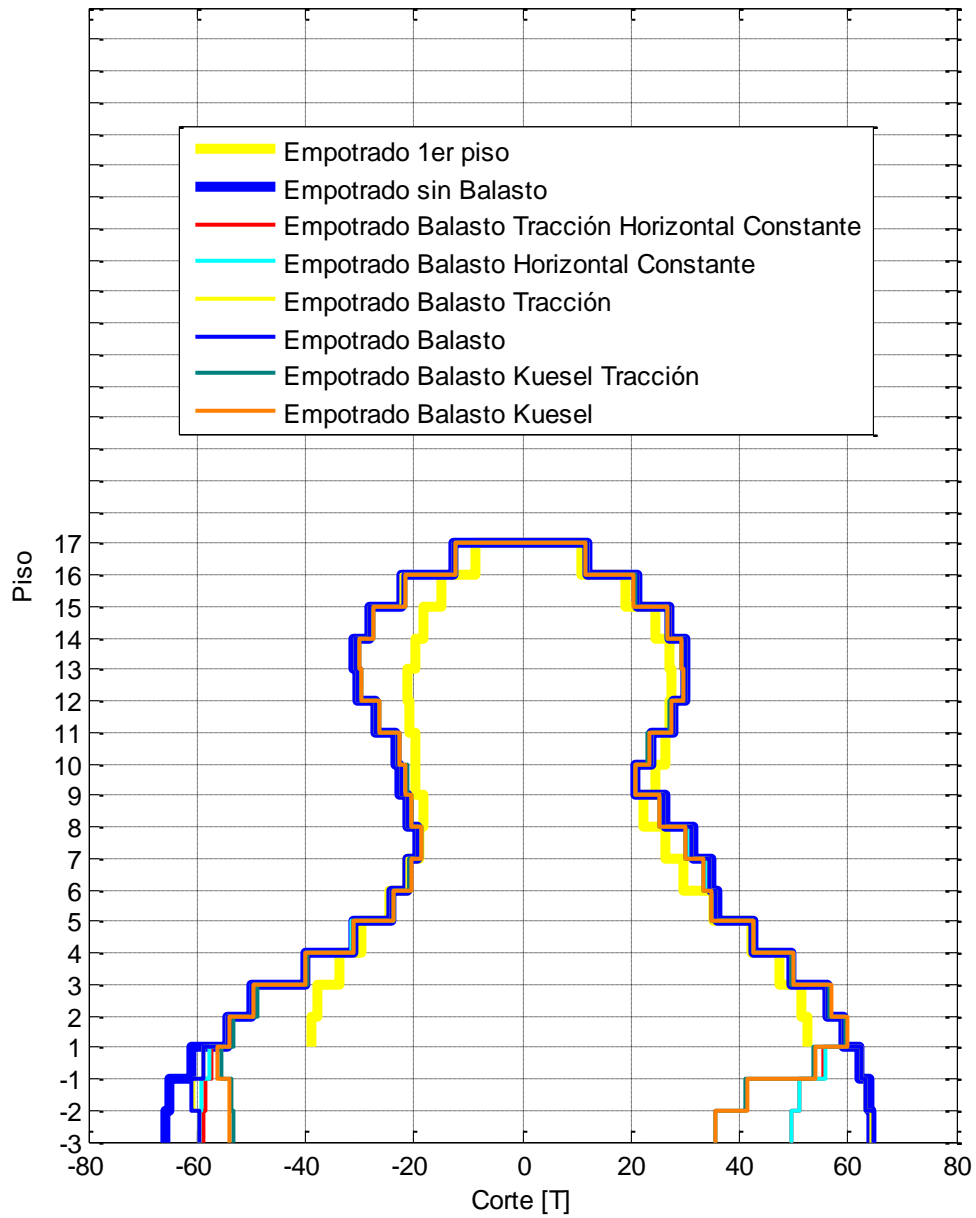 Empotrado 1er piso
Empotrado sin Balasto
Empotrado Balasto Tracción Horizontal Constante
Empotrado Balasto Horizontal Constante
Empotrado Balasto Tracción
Empotrado Balasto
Empotrado Balasto Kuesel Tracción
Empotrado Balasto Kuesel
Piso
17
16
15
14
13
12
11
10
9
8
7
6
5
4
3
2
1
-1
-2
-3
-80 -60 -40 -20 0 20 40 60 80
Corte [T]